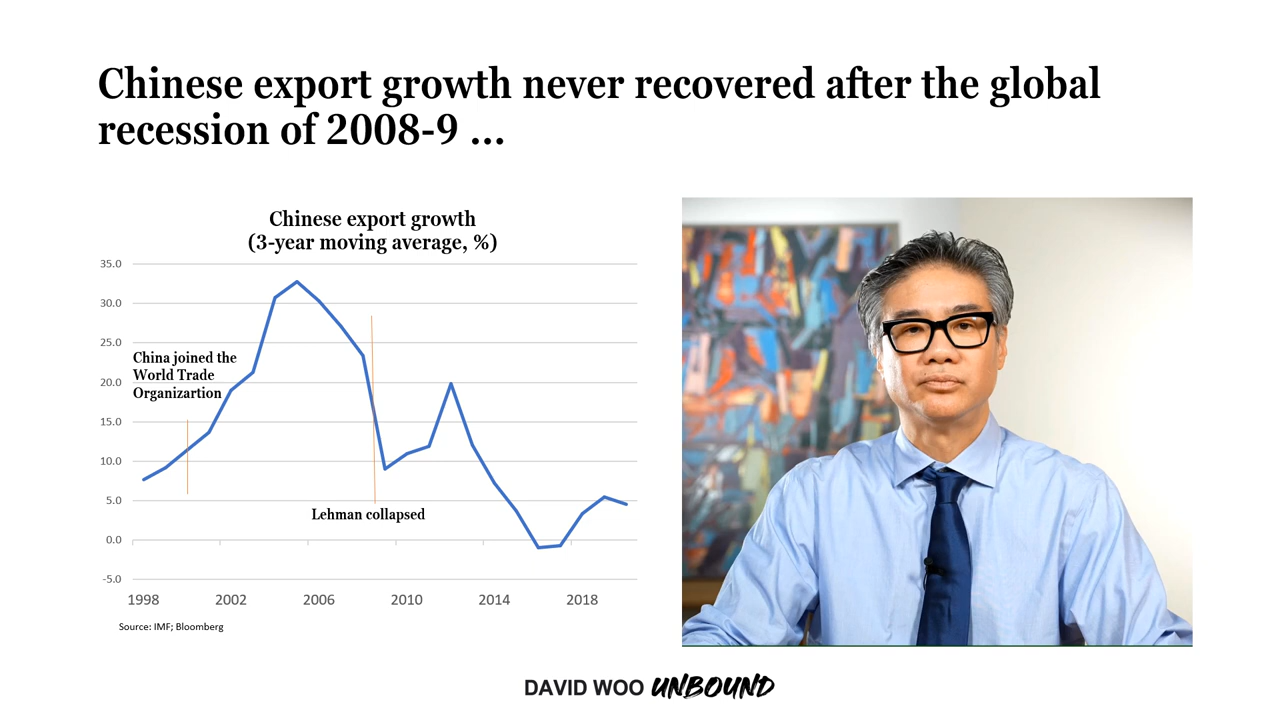 Chinese export growth never recovered after the global
recession of 2008-9 ...
Chinese export growth
(3-year moving average, %)
35.0
30.0
25.0
20.0
15.0
10.0
5.0
0.0
-5.0
China joined the
World Trade
Organizartion
Lehman collapsed
1998 2002 2006 2010 2014 2018
Source: IMF; Bloomberg
DAVID WOO UNBOUND